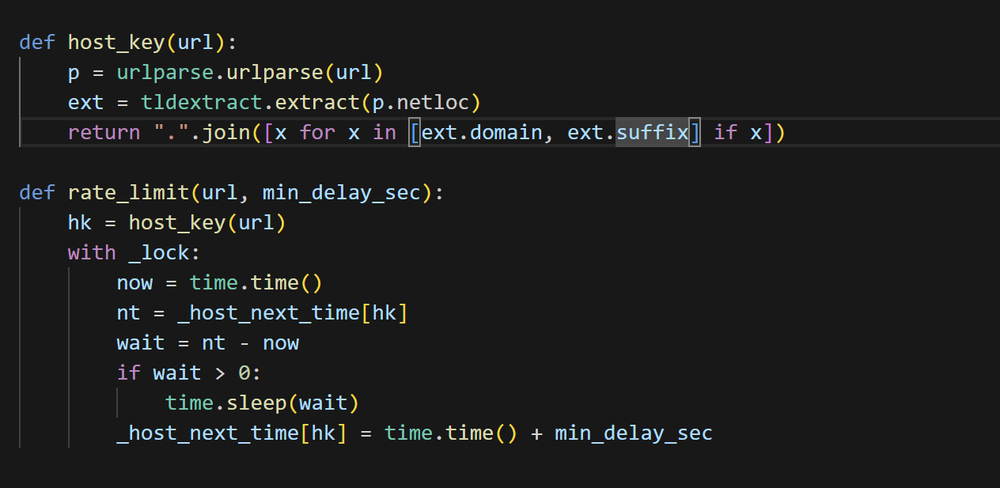 def host_key(url):
    p = urlparse.urlparse(url)
    ext = tldextract.extract(p.netloc)
    return ".".join([x for x in [ext.domain, ext.suffix] if x])

def rate_limit(url, min_delay_sec):
    hk = host_key(url)
    with _lock:
        now = time.time()
        nt = _host_next_time[hk]
        wait = nt - now
        if wait > 0:
            time.sleep(wait)
        _host_next_time[hk] = time.time() + min_delay_sec